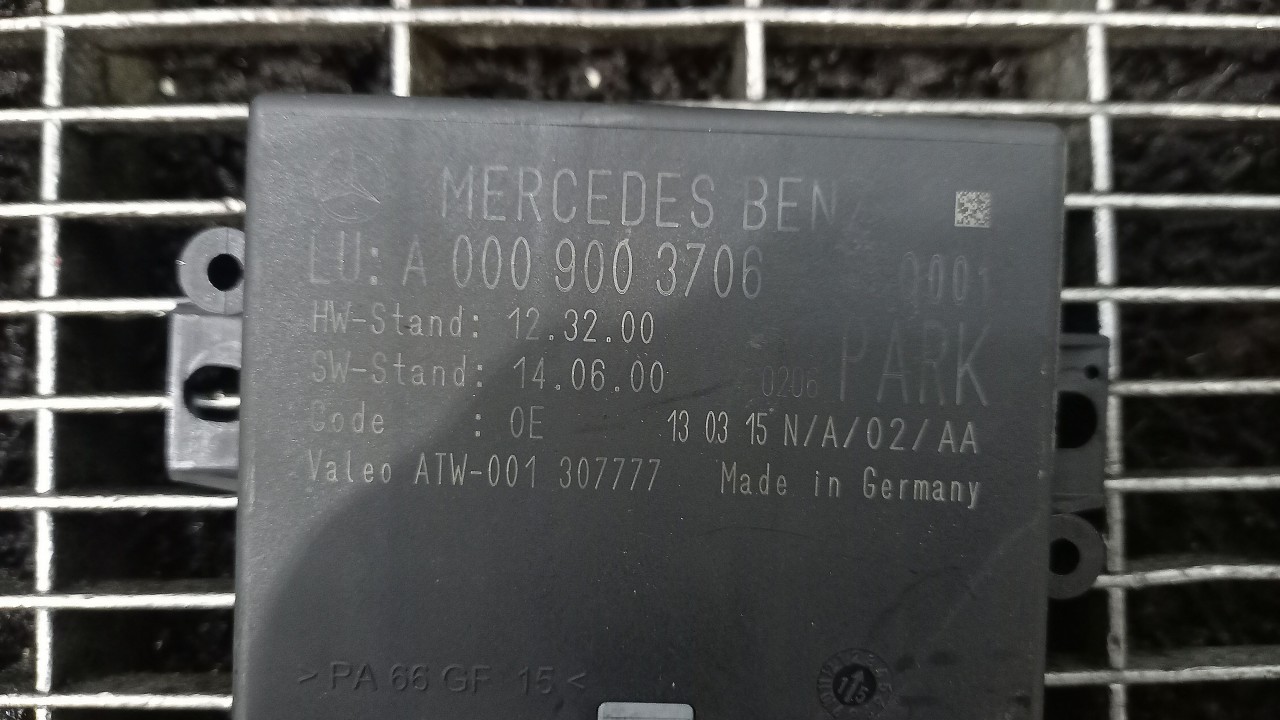 MERCEDES BENZ
LU: A 000 900 3706 0001
HW-Stand: 12.32.00
SW-Stand: 14.06.00 0206 PARK
Code : 0E 13 03 15 N/A/02/AA
Valeo ATW-001 307777 Made in Germany
> PA 66 GF 15 <